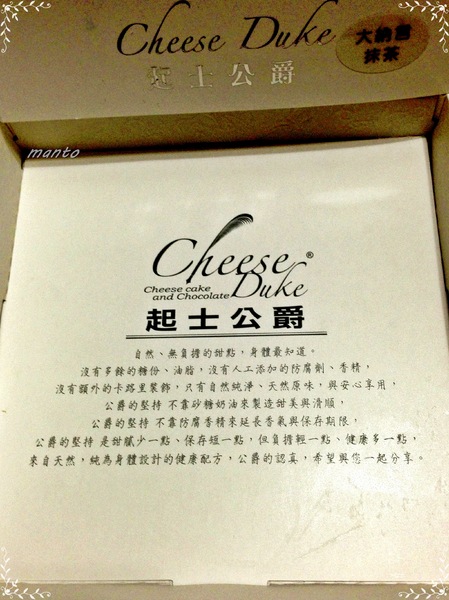 Cheese Duke
起士公爵
大納言
抹茶
manto
Cheese Duke®
Cheese cake
and Chocolate
起士公爵
自然、無負擔的甜點，身體最知道。
沒有多餘的糖份、油脂，沒有人工添加的防腐劑、香精，
沒有額外的卡路里裝飾，只有自然純淨、天然原味，與安心享用，
公爵的堅持 不靠砂糖奶油來製造甜美與滑順，
公爵的堅持 不靠防腐香精來延長香氣與保存期限，
公爵的堅持 是甜膩少一點、保存短一點，但負擔輕一點、健康多一點，
來自天然，純為身體設計的健康配方，公爵的認真，希望與您一起分享。